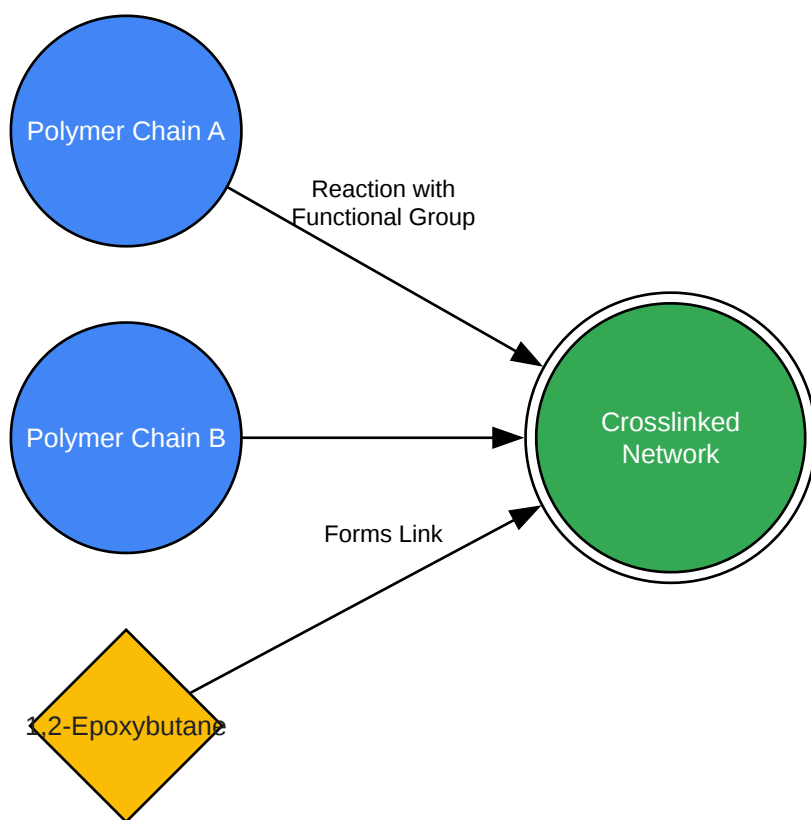 Polymer Chain A
Reaction with
Functional Group
Polymer Chain B
Crosslinked
Network
Forms Link
1,2-Epoxybutane